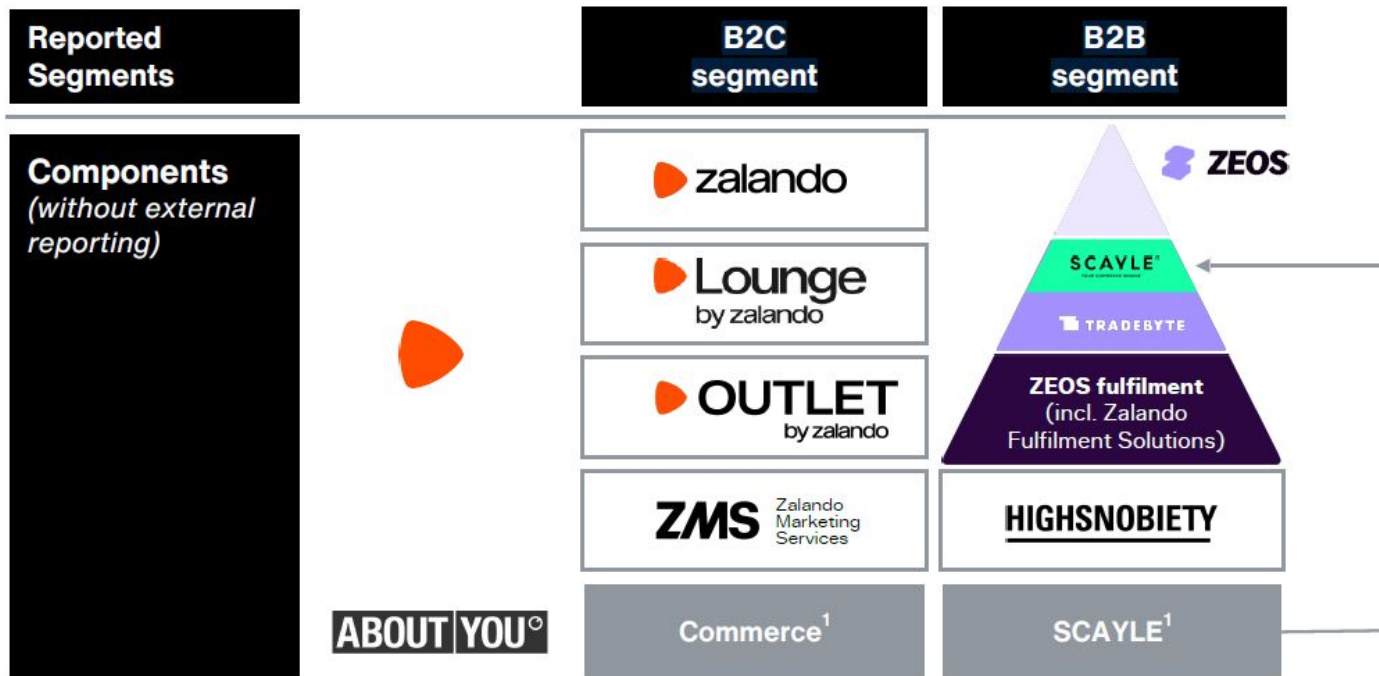 Reported
Segments
B2C
segment
B2B
segment
Components
(without external
reporting)
zalando
ZEOS
SCAYLE
Lounge
by zalando
TRADEBYTE
OUTLET
by zalando
ZEOS fulfilment
(incl. Zalando
Fulfilment Solutions)
ZMS Zalando
Marketing
Services
HIGHSNOBIETY
ABOUT YOU
Commerce¹
SCAYLE¹